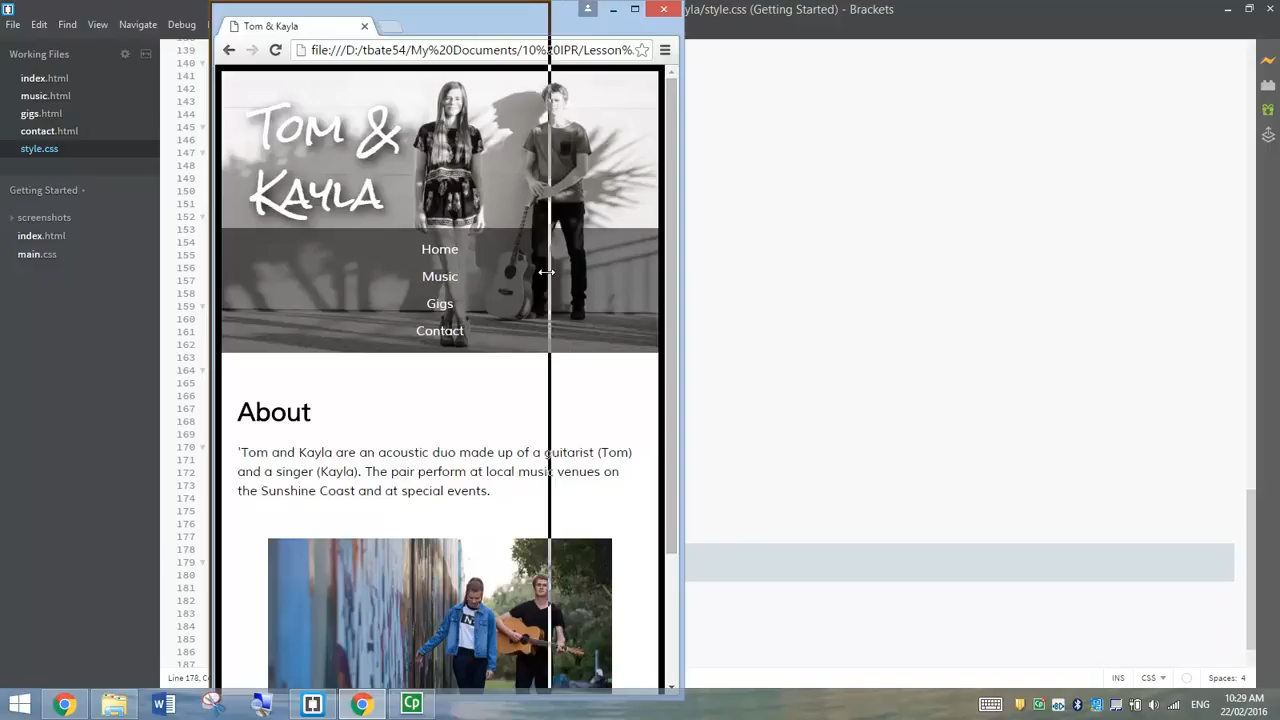 Tom & Kayla
yla/style.css (Getting Started) - Brackets
File Edit Find View Navigate Debug
file:///D:/tbate54/My%20Documents/10%20IPR/Lesson%
Working Files
index.html
music.html
gigs.html
contact.html
style.css
Getting Started
screenshots
index.html
main.css
139
140
141
142
143
144
145
146
147
148
149
150
151
152
153
154
155
156
157
158
159
160
161
162
163
164
165
166
167
168
169
170
171
172
173
174
175
176
177
178
179
180
181
182
183
184
185
186
187
Tom &
Kayla
Home
Music
Gigs
Contact
About
'Tom and Kayla are an acoustic duo made up of a guitarist (Tom)
and a singer (Kayla). The pair perform at local music venues on
the Sunshine Coast and at special events.
Line 178, C
INS CSS Spaces: 4
Cp
ENG
10:29 AM
22/02/2016